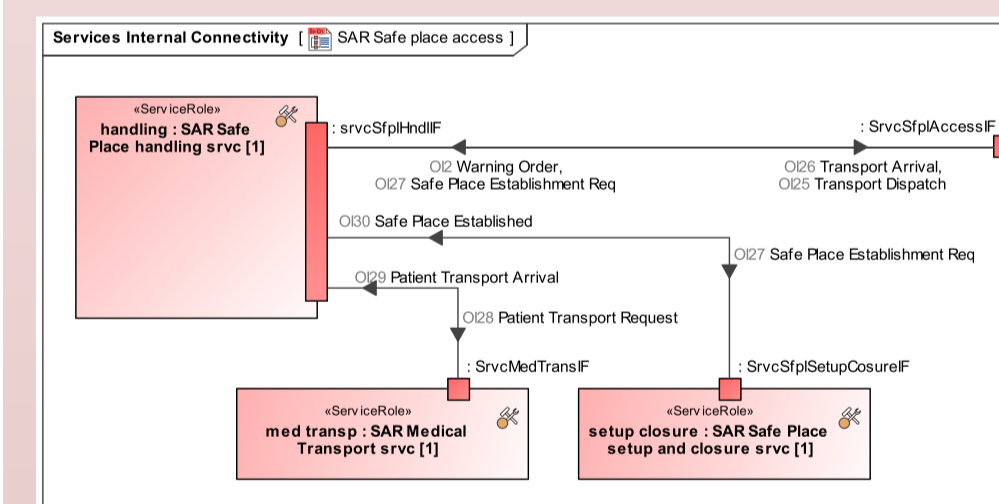 Services Internal Connectivity [ SAR Safe place access ]
«ServiceRole»
handling : SAR Safe
Place handling srvc [1]
: srvcSfplHndlIF
: SrvcSfplAccessIF
OI2 Warning Order,
OI27 Safe Place Establishment Req
OI26 Transport Arrival,
OI25 Transport Dispatch
OI30 Safe Place Established
OI27 Safe Place Establishment Req
OI29 Patient Transport Arrival
OI28 Patient Transport Request
: SrvcMedTransIF
: SrvcSfplSetupCosureIF
«ServiceRole»
med transp : SAR Medical
Transport srvc [1]
«ServiceRole»
setup closure : SAR Safe Place
setup and closure srvc [1]